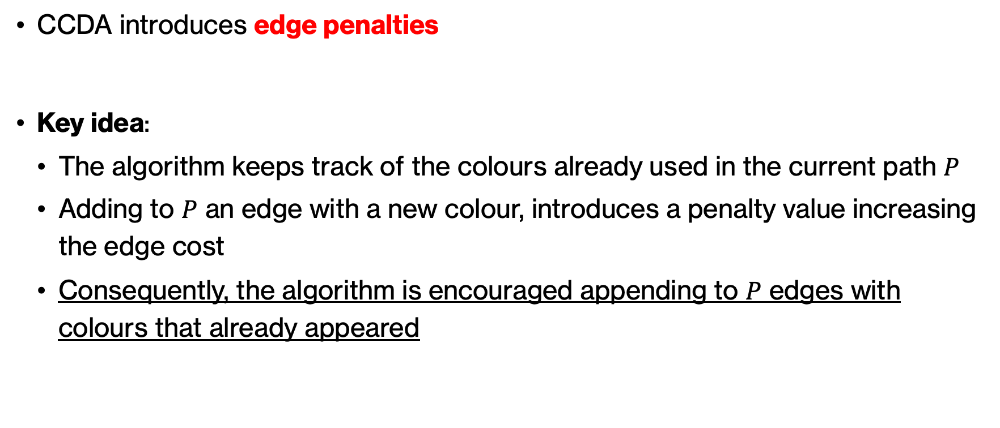 • CCDA introduces edge penalties
• Key idea:
• The algorithm keeps track of the colours already used in the current path P
• Adding to P an edge with a new colour, introduces a penalty value increasing
the edge cost
• Consequently, the algorithm is encouraged appending to P edges with
colours that already appeared